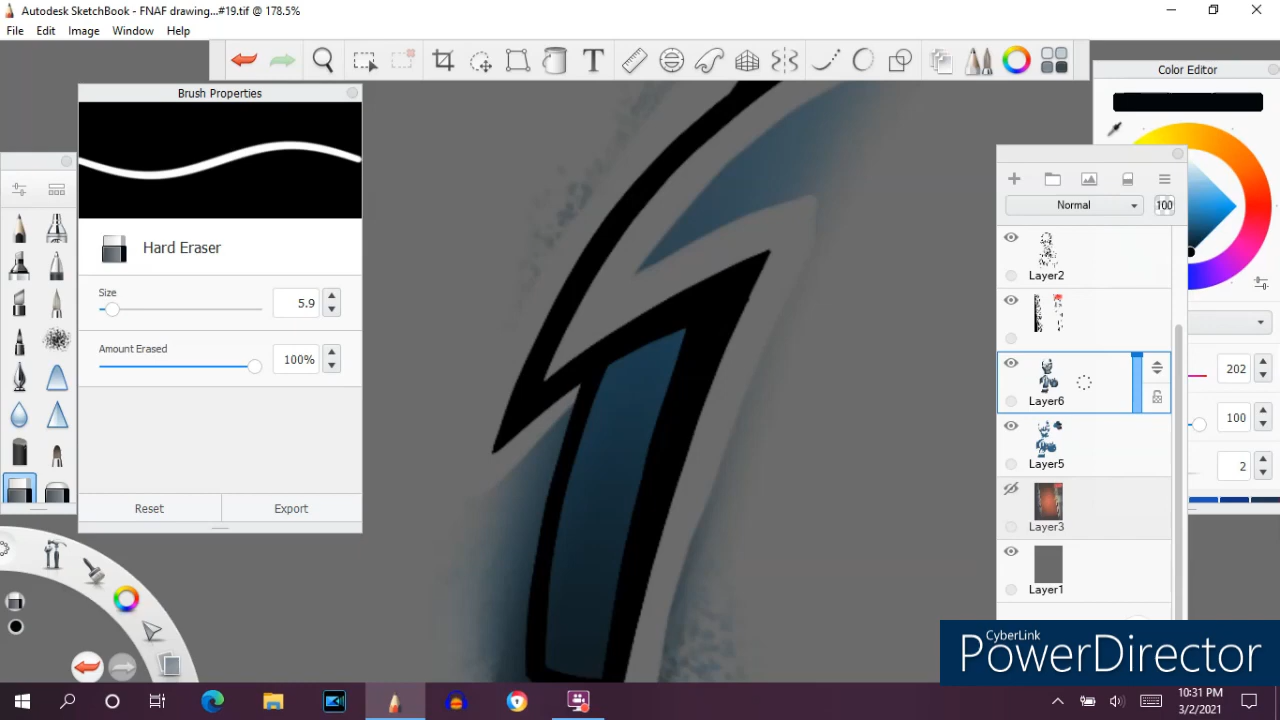 Autodesk SketchBook - FNAF drawing...#19.tif @ 178.5%
File Edit Image Window Help
Brush Properties
Hard Eraser
Size
5.9
Amount Erased
100%
Reset
Export
T
Color Editor
Normal
100
Layer2
Layer6
Layer5
Layer3
Layer1
202
100
2
CyberLink
PowerDirector
10:31 PM
3/2/2021